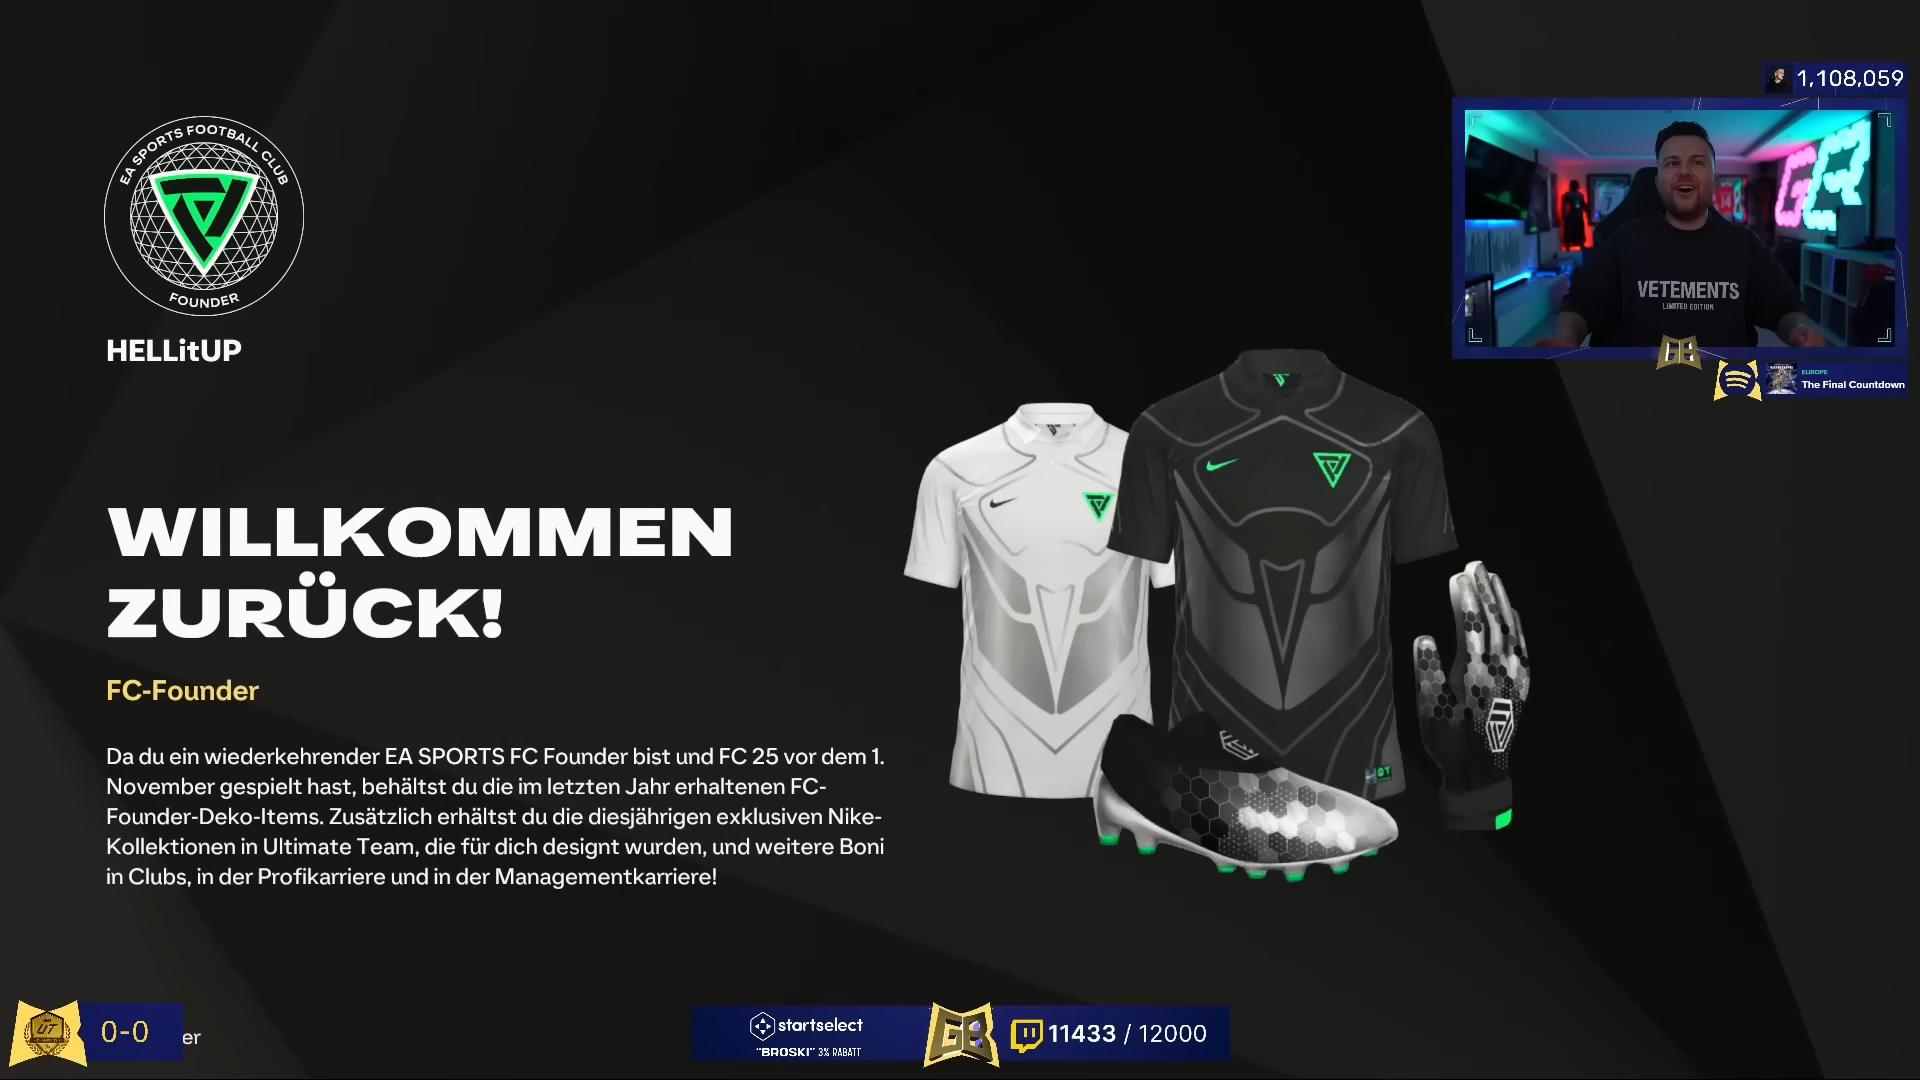 1,108,059
EA SPORTS FOOTBALL CLUB
FOUNDER
HELLitUP
VETEMENTS
LIMITED EDITION
GB
EUROPE
The Final Countdown
WILLKOMMEN
ZURÜCK!
FC-Founder
Da du ein wiederkehrender EA SPORTS FC Founder bist und FC 25 vor dem 1.
November gespielt hast, behältst du die im letzten Jahr erhaltenen FC-
Founder-Deko-Items. Zusätzlich erhältst du die diesjährigen exklusiven Nike-
Kollektionen in Ultimate Team, die für dich designt wurden, und weitere Boni
in Clubs, in der Profikarriere und in der Managementkarriere!
UT
0-0
er
startselect
"BROSKI" 3% RABATT
GB
11433 / 12000